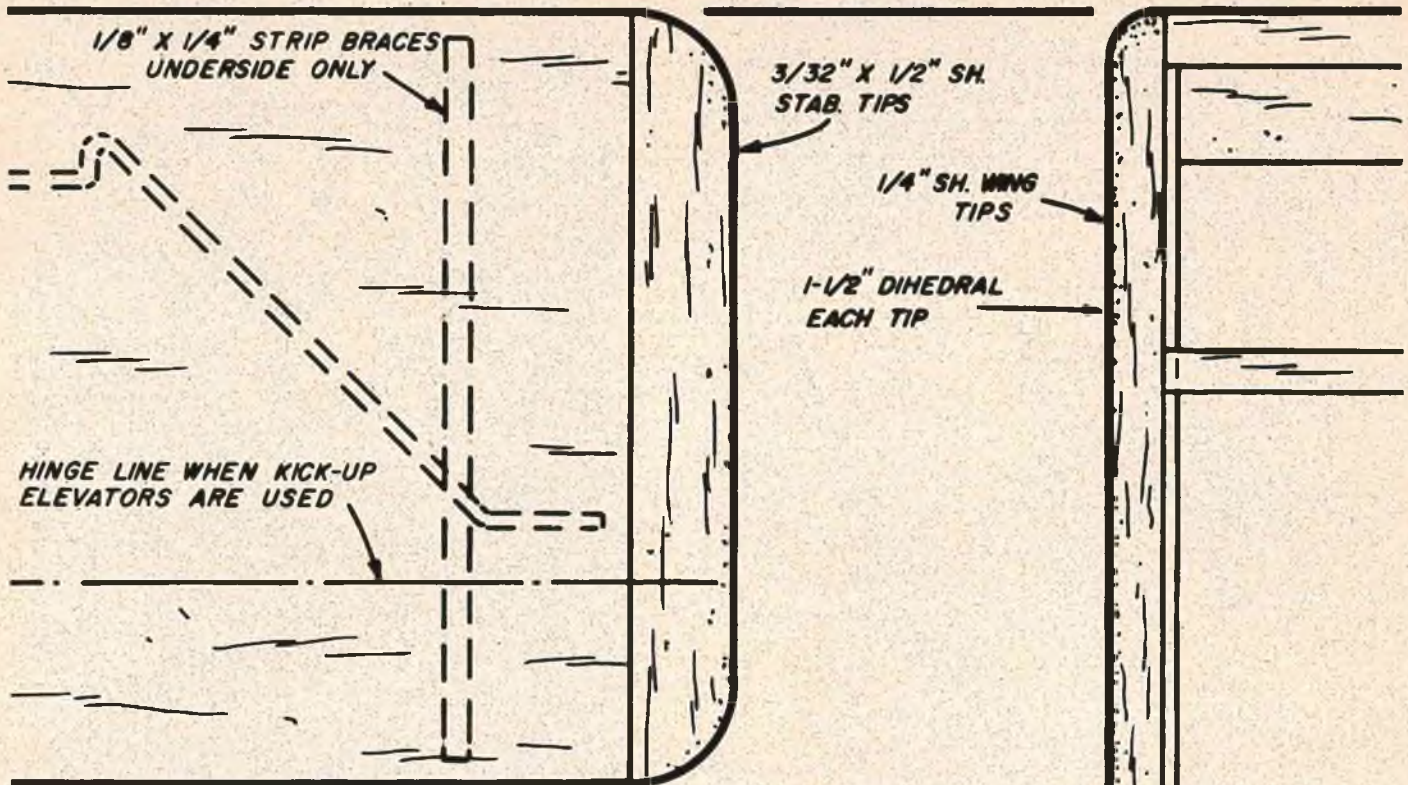 1/8" X 1/4" STRIP BRACES
UNDERSIDE ONLY
3/32" X 1/2" SH.
STAB. TIPS
1/4" SH. WING
TIPS
1-1/2" DIHEDRAL
EACH TIP
HINGE LINE WHEN KICK-UP
ELEVATORS ARE USED